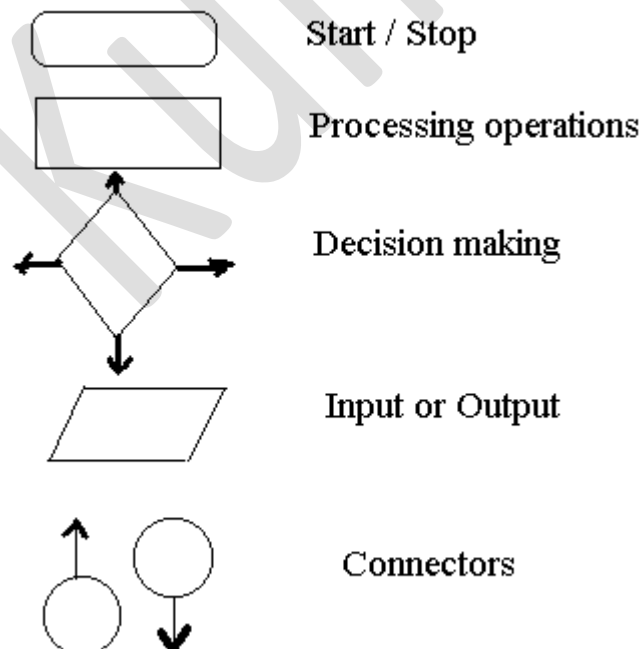 Start / Stop
Processing operations
Decision making
Input or Output
Connectors